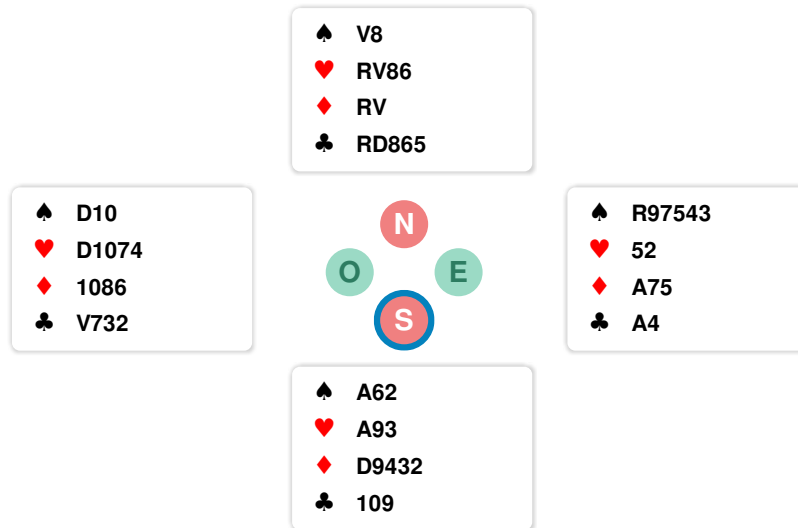 ♠ V8
♥ RV86
♦ RV
♣ RD865
♠ D10
♥ D1074
♦ 1086
♣ V732
N
O E
S
♠ R97543
♥ 52
♦ A75
♣ A4
♠ A62
♥ A93
♦ D9432
♣ 109